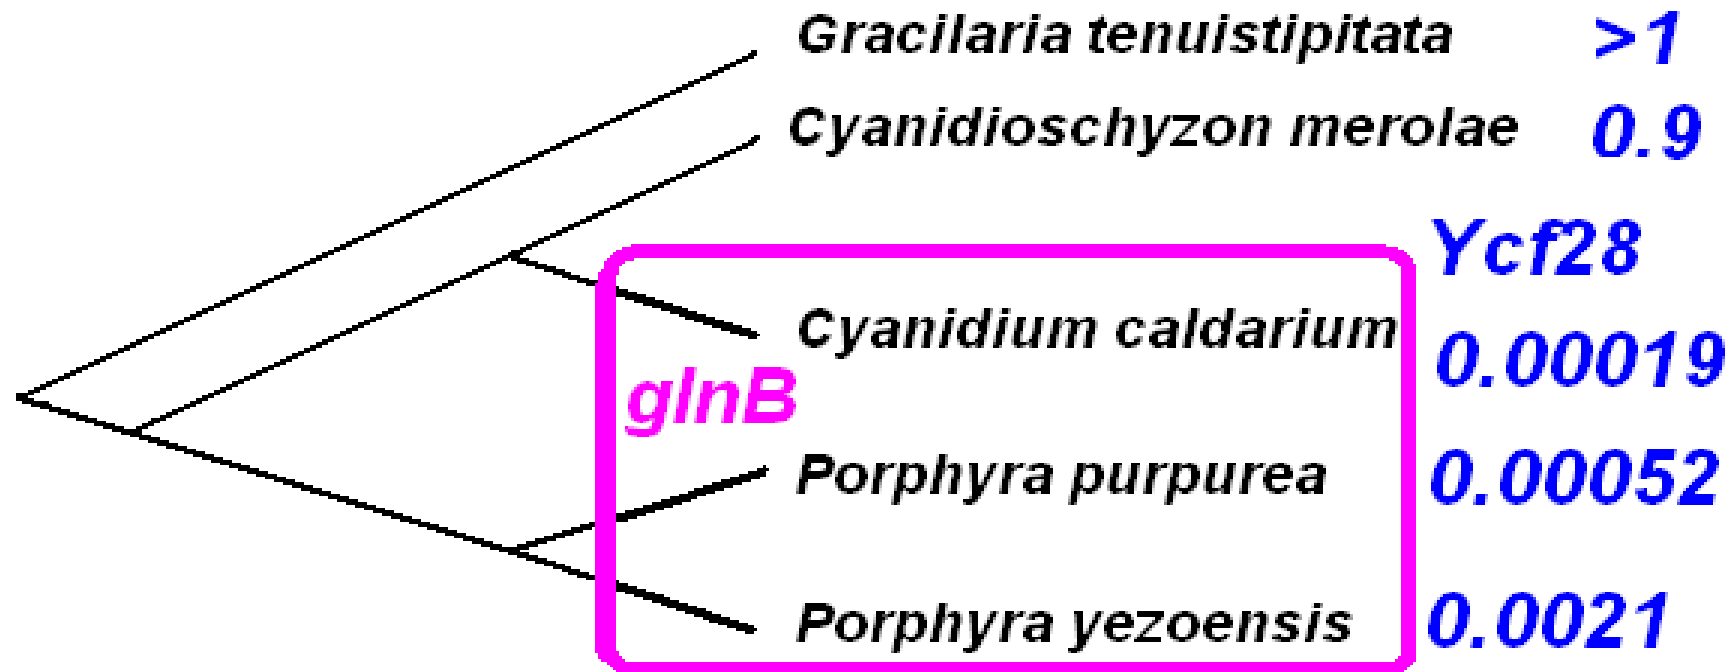 Gracilaria tenuistipitata >1
Cyanidioschyzon merolae 0.9
Ycf28
Cyanidium caldarium 0.00019
glnB
Porphyra purpurea 0.00052
Porphyra yezoensis 0.0021